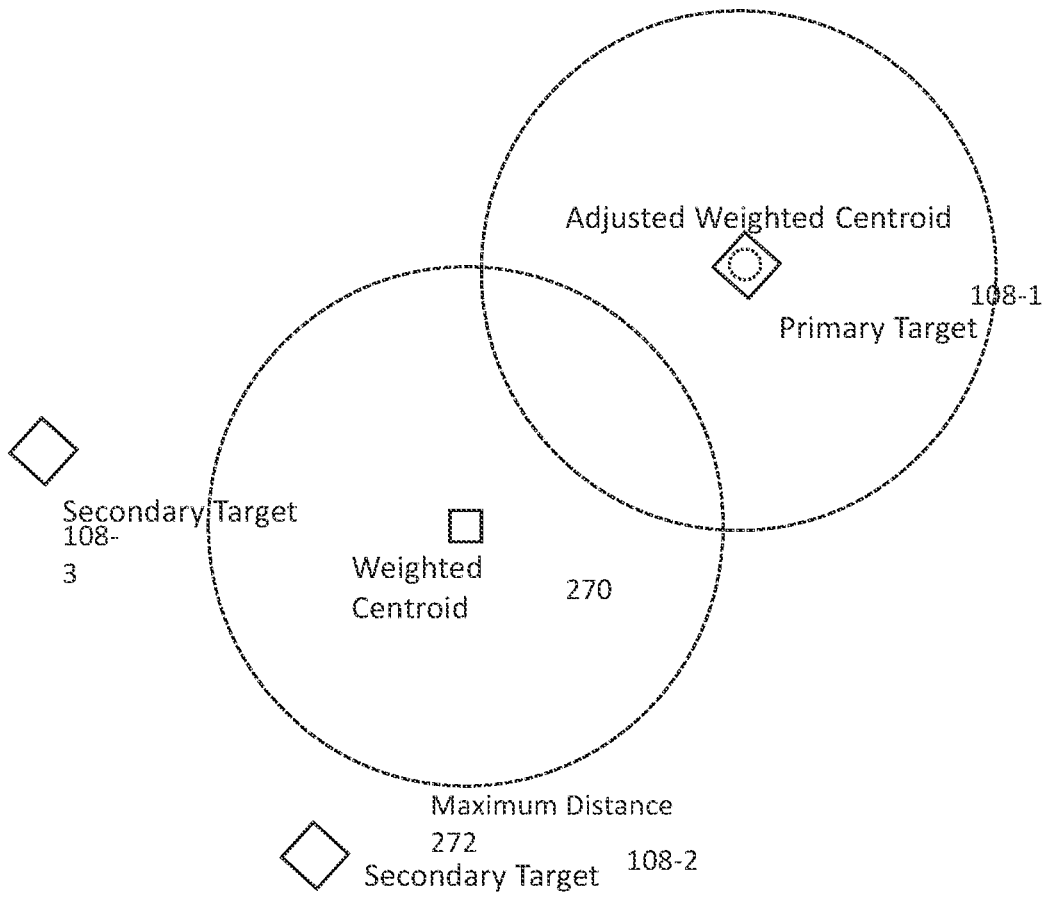 Adjusted Weighted Centroid
108-1
Primary Target
Secondary Target
108-
3
Weighted
Centroid
270
Maximum Distance
272
108-2
Secondary Target